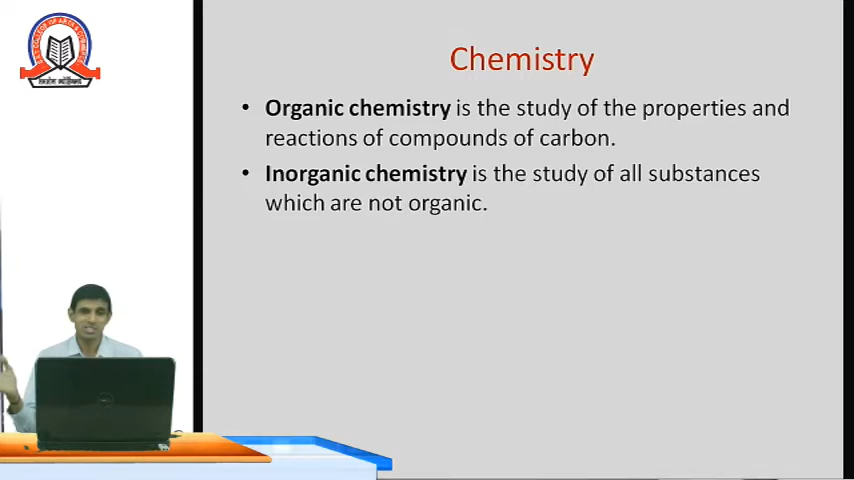 Chemistry
• Organic chemistry is the study of the properties and
reactions of compounds of carbon.
• Inorganic chemistry is the study of all substances
which are not organic.